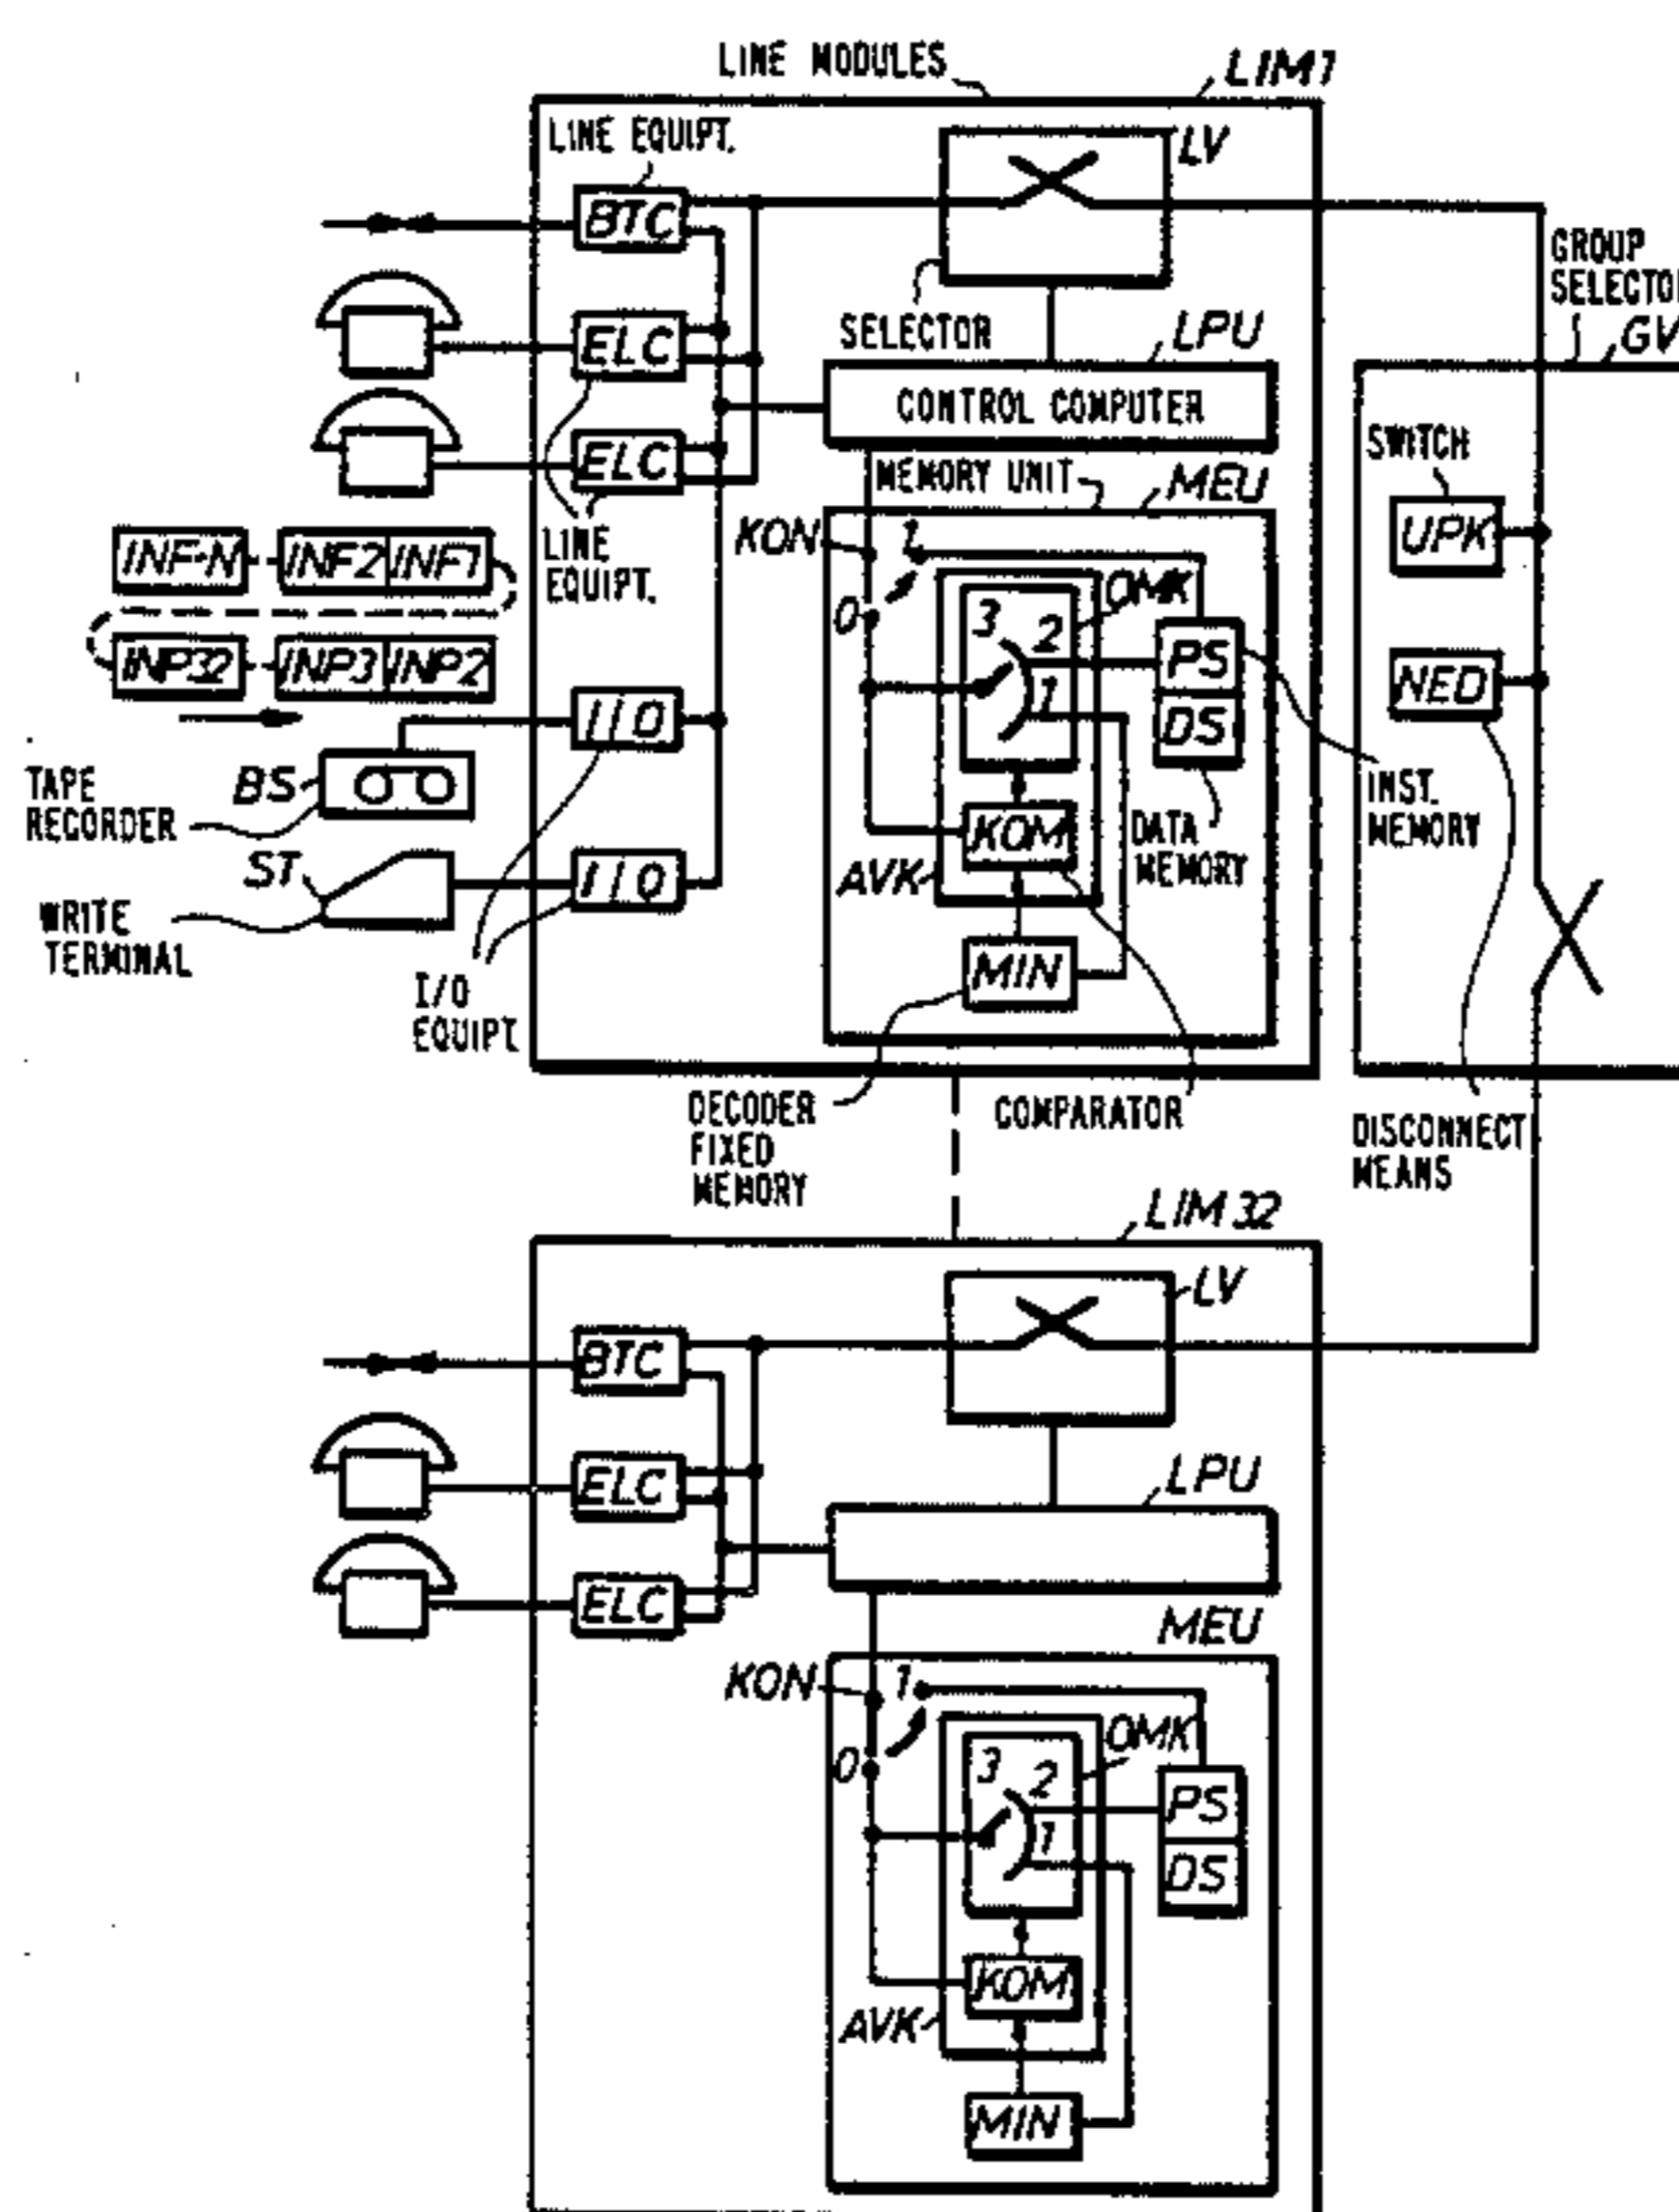 LINE MODULES
LIM1
LINE EQUIPT.
LV
BTC
GROUP
SELECTOR
GV
SELECTOR
LPU
ELC
CONTROL COMPUTER
SWITCH
ELC
MEMORY UNIT
MEU
LINE
EQUIPT.
KON
1
UPK
INF-N
INF2
INF1
OMK
0
3
2
PS
INP32
INP3
INP2
NED
1
DS
I/O
TAPE
RECORDER
BS
INST.
MEMORY
KOM
DATA
MEMORY
AVK
ST
I/O
WRITE
TERMINAL
MIN
I/O
EQUIPT.
DECODER
FIXED
MEMORY
COMPARATOR
DISCONNECT
MEANS
LIM 32
LV
BTC
LPU
ELC
ELC
MEU
KON
1
OMK
0
3
2
PS
1
DS
KOM
AVK
MIN